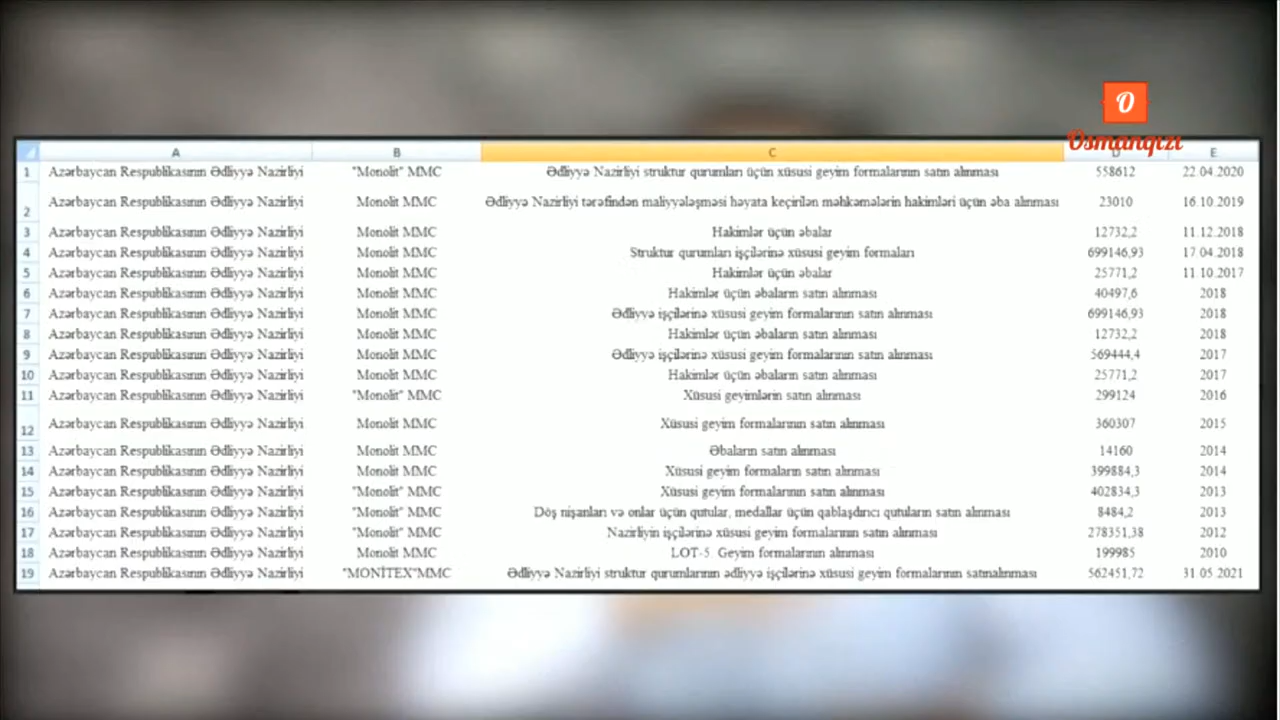 O
Osmanqızı
A B C D E
1 Azərbaycan Respublikasının Ədliyyə Nazirliyi "Monolit" MMC Ədliyyə Nazirliyi struktur qurumları üçün xüsusi geyim formalarının satın alınması 558612 22.04.2020
2 Azərbaycan Respublikasının Ədliyyə Nazirliyi Monolit MMC Ədliyyə Nazirliyi tərəfindən maliyyələşməsi həyata keçirilən məhkəmələrin hakimləri üçün əba alınması 23010 16.10.2019
3 Azərbaycan Respublikasının Ədliyyə Nazirliyi Monolit MMC Hakimlər üçün əbalar 12732,2 11.12.2018
4 Azərbaycan Respublikasının Ədliyyə Nazirliyi Monolit MMC Struktur qurumları işçilərinə xüsusi geyim formaları 699146,93 17.04.2018
5 Azərbaycan Respublikasının Ədliyyə Nazirliyi Monolit MMC Hakimlər üçün əbalar 25771,2 11.10.2017
6 Azərbaycan Respublikasının Ədliyyə Nazirliyi Monolit MMC Hakimlər üçün əbaların satın alınması 40497,6 2018
7 Azərbaycan Respublikasının Ədliyyə Nazirliyi Monolit MMC Ədliyyə işçilərinə xüsusi geyim formalarının satın alınması 699146,93 2018
8 Azərbaycan Respublikasının Ədliyyə Nazirliyi Monolit MMC Hakimlər üçün əbaların satın alınması 12732,2 2018
9 Azərbaycan Respublikasının Ədliyyə Nazirliyi Monolit MMC Ədliyyə işçilərinə xüsusi geyim formalarının satın alınması 569444,4 2017
10 Azərbaycan Respublikasının Ədliyyə Nazirliyi Monolit MMC Hakimlər üçün əbaların satın alınması 25771,2 2017
11 Azərbaycan Respublikasının Ədliyyə Nazirliyi "Monolit" MMC Xüsusi geyimlərin satın alınması 299124 2016
12 Azərbaycan Respublikasının Ədliyyə Nazirliyi Monolit MMC Xüsusi geyim formalarının satın alınması 360307 2015
13 Azərbaycan Respublikasının Ədliyyə Nazirliyi Monolit MMC Əbaların satın alınması 14160 2014
14 Azərbaycan Respublikasının Ədliyyə Nazirliyi Monolit MMC Xüsusi geyim formaların satın alınması 399884,3 2014
15 Azərbaycan Respublikasının Ədliyyə Nazirliyi "Monolit" MMC Xüsusi geyim formalarının satın alınması 402834,3 2013
16 Azərbaycan Respublikasının Ədliyyə Nazirliyi "Monolit" MMC Döş nişanları və onlar üçün qutular, medallar üçün qablaşdırıcı qutuların satın alınması 8484,2 2013
17 Azərbaycan Respublikasının Ədliyyə Nazirliyi "Monolit" MMC Nazirliyin işçilərinə xüsusi geyim formalarının satın alınması 278351,38 2012
18 Azərbaycan Respublikasının Ədliyyə Nazirliyi Monolit MMC LOT-5 Geyim formalarının alınması 199985 2010
19 Azərbaycan Respublikasının Ədliyyə Nazirliyi "MONİTEX"MMC Ədliyyə Nazirliyi struktur qurumlarının ədliyyə işçilərinə xüsusi geyim formalarının satınalınması 562451,72 31.05.2021